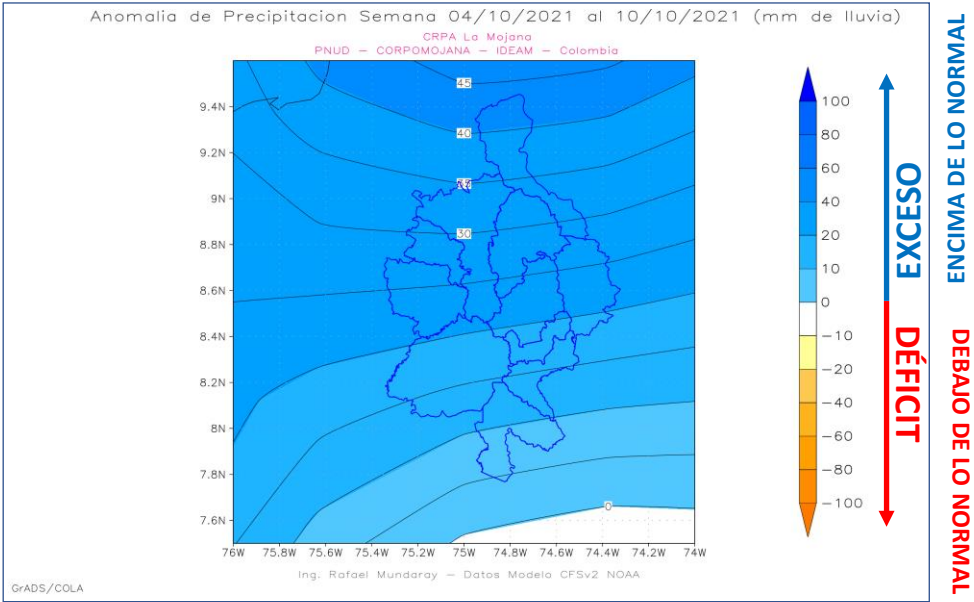 Anomalia de Precipitacion Semana 04/10/2021 al 10/10/2021 (mm de lluvia)
CRPA La Mojana
PNUD – CORPOMOJANA – IDEAM – Colombia
45
40
30
0
9.4N
9.2N
9N
8.8N
8.6N
8.4N
8.2N
8N
7.8N
7.6N
76W
75.8W
75.6W
75.4W
75.2W
75W
74.8W
74.6W
74.4W
74.2W
74W
100
80
60
40
20
10
0
−10
−20
−40
−60
−80
−100
EXCESO
DÉFICIT
ENCIMA DE LO NORMAL
DEBAJO DE LO NORMAL
Ing. Rafael Mundaray – Datos Modelo CFSv2 NOAA
GrADS/COLA